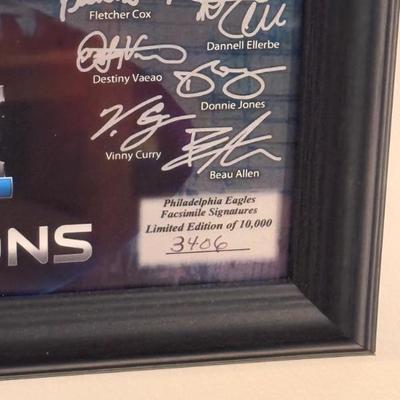 Fletcher Cox
Dannell Ellerbe
Destiny Vaeao
Donnie Jones
Vinny Curry
Beau Allen
Philadelphia Eagles
Facsimile Signatures
Limited Edition of 10,000
3406
ONS